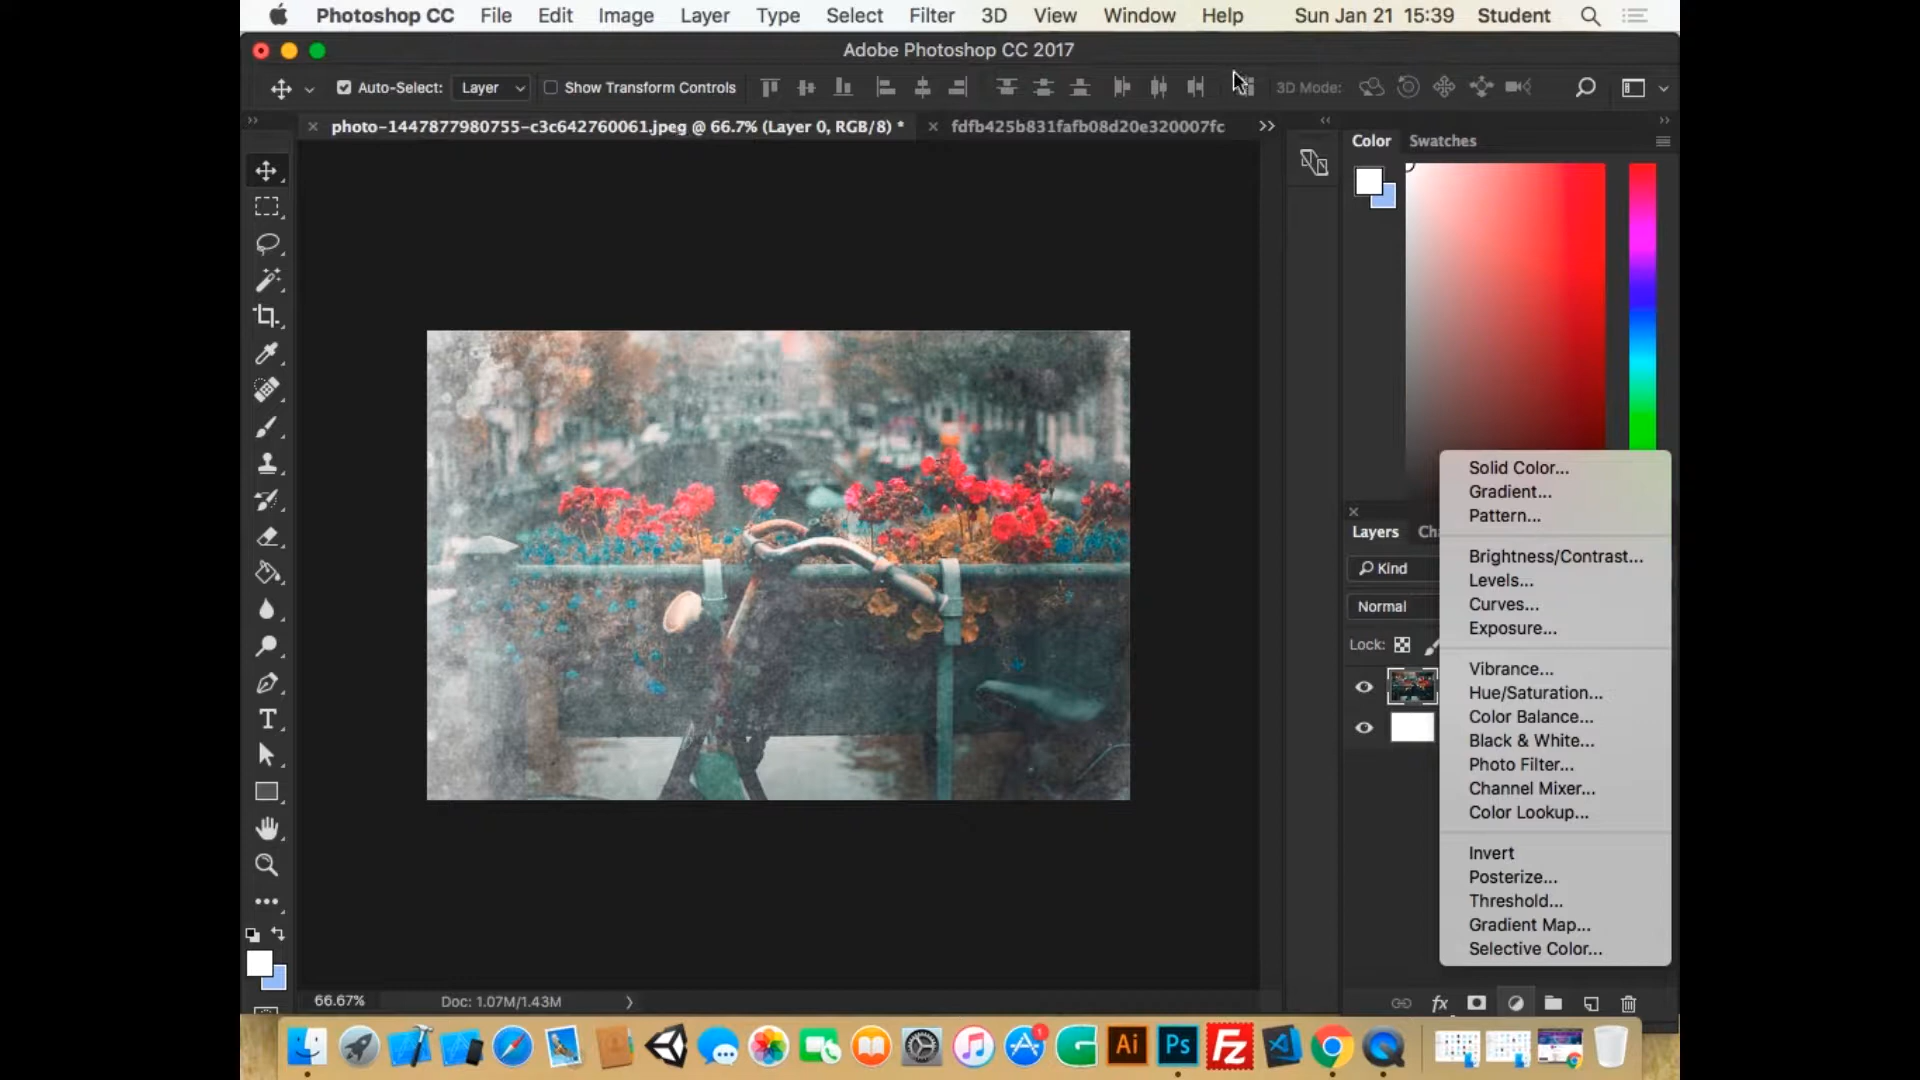 Photoshop CC File Edit Image Layer Type Select Filter 3D View Window Help Sun Jan 21 15:39 Student
Adobe Photoshop CC 2017
Auto-Select: Layer Show Transform Controls 3D Mode:
photo-1447877980755-c3c642760061.jpeg @ 66.7% (Layer 0, RGB/8) * fdfb425b831fafb08d20e320007fc
Color Swatches
Solid Color...
Gradient...
Pattern...
Layers Cha
Brightness/Contrast...
Kind
Levels...
Normal
Curves...
Exposure...
Lock:
Vibrance...
Hue/Saturation...
Color Balance...
Black & White...
Photo Filter...
Channel Mixer...
Color Lookup...
Invert
Posterize...
Threshold...
Gradient Map...
Selective Color...
66.67% Doc: 1.07M/1.43M
fx
1
Ai Ps Fz